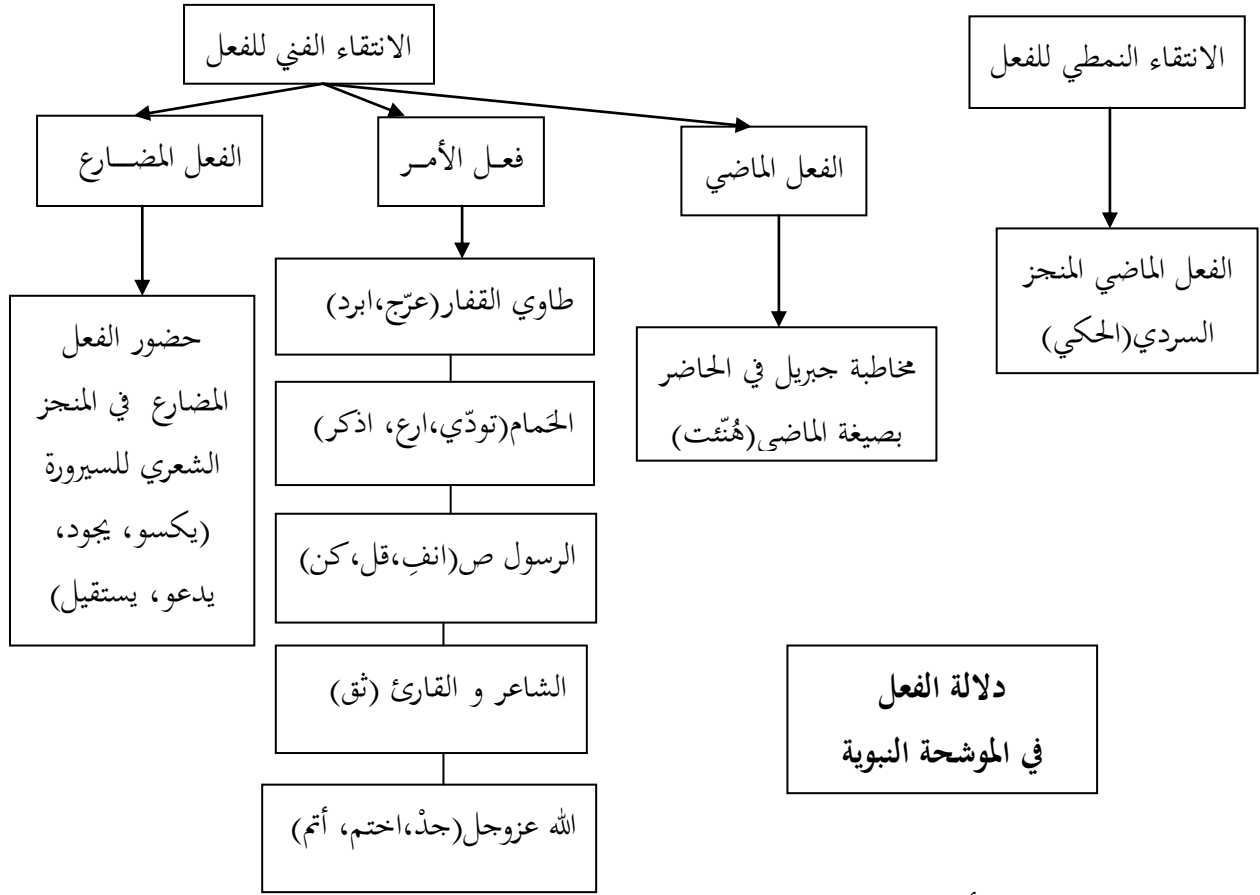 الانتقاء النمطي للفعل
الفعل الماضي المنجز
السردي(الحكي)
الانتقاء الفني للفعل
الفعل الماضي
مخاطبة جبريل في الحاضر
بصيغة الماضي(هُنّئت)
فعـل الأمـر
طاوي القفار(عرّج،ابرد)
الحَمام(تودّي،ارع، اذكر)
الرسول ص(انفِ،قل،كن)
الشاعر و القارئ (ثق)
الله عزوجل(جدْ،اختم، أتم)
الفعل المضـــارع
حضور الفعل
المضارع في المنجز
الشعري للسيرورة
(يكسو، يجود،
يدعو، يستقيل)
دلالة الفعل
في الموشحة النبوية